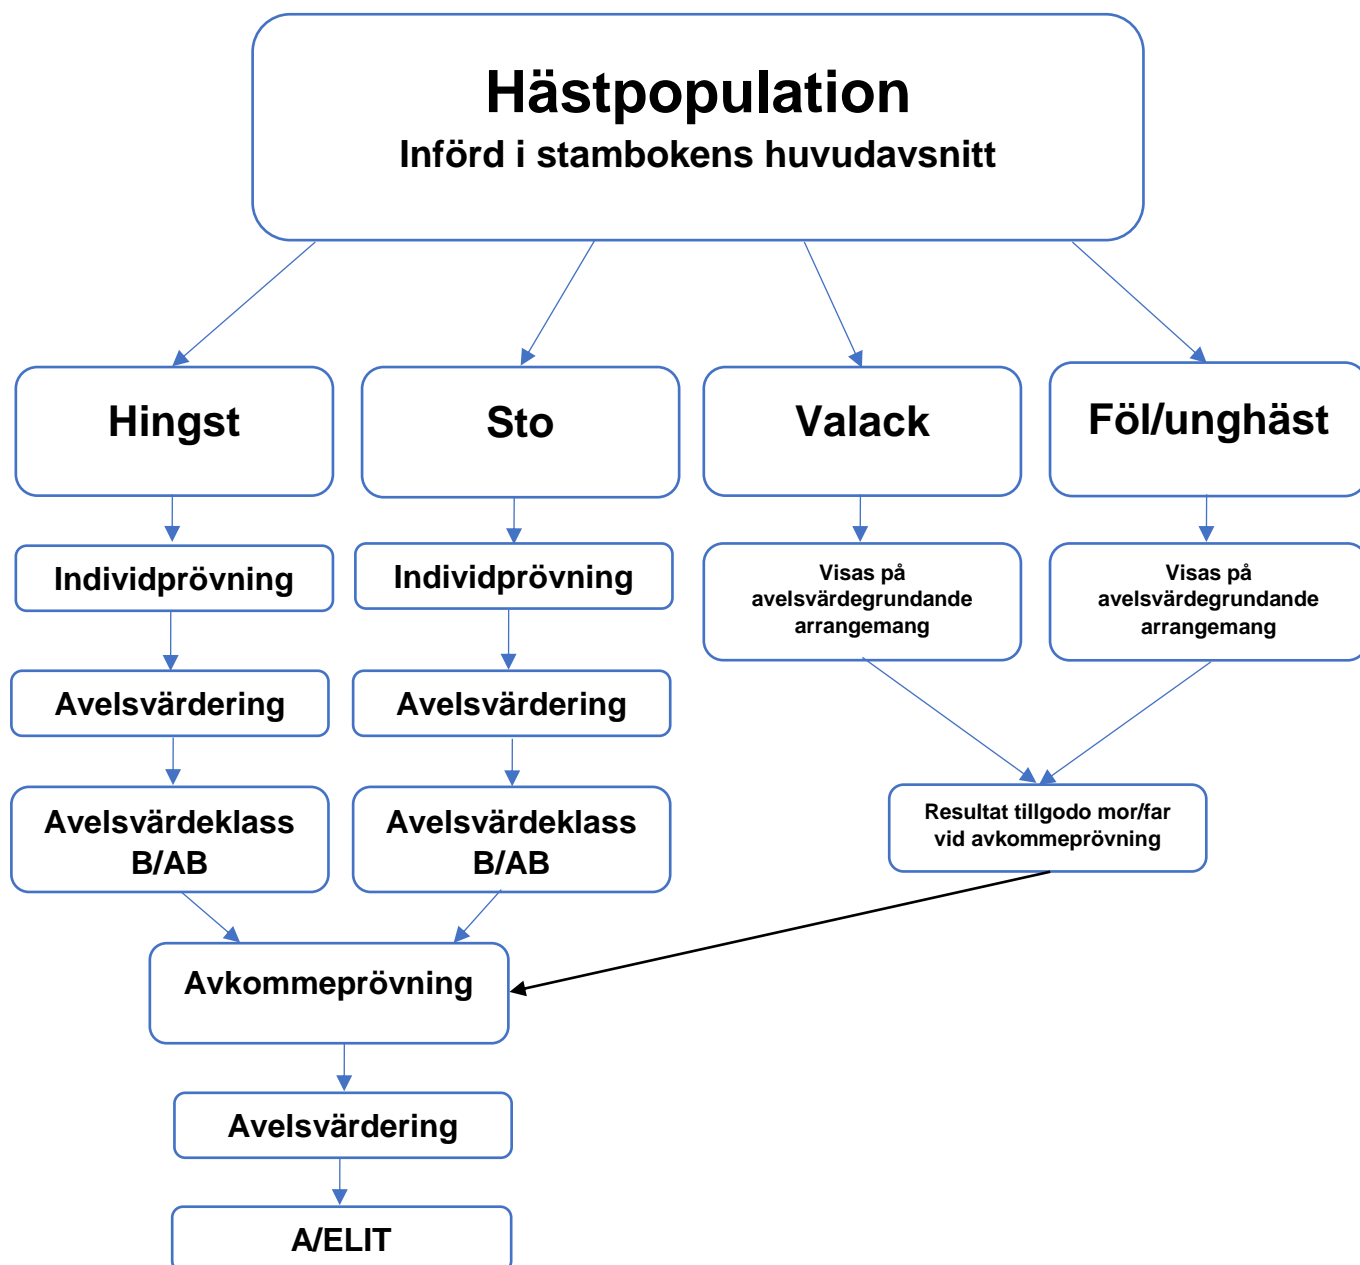 Hästpopulation
Införd i stambokens huvudavsnitt
Hingst
Sto
Valack
Föl/unghäst
Individprövning
Individprövning
Visas på
avelsvärdegrundande
arrangemang
Visas på
avelsvärdegrundande
arrangemang
Avelsvärdering
Avelsvärdering
Avelsvärdeklass
B/AB
Avelsvärdeklass
B/AB
Resultat tillgodo mor/far
vid avkommeprövning
Avkommeprövning
Avelsvärdering
A/ELIT